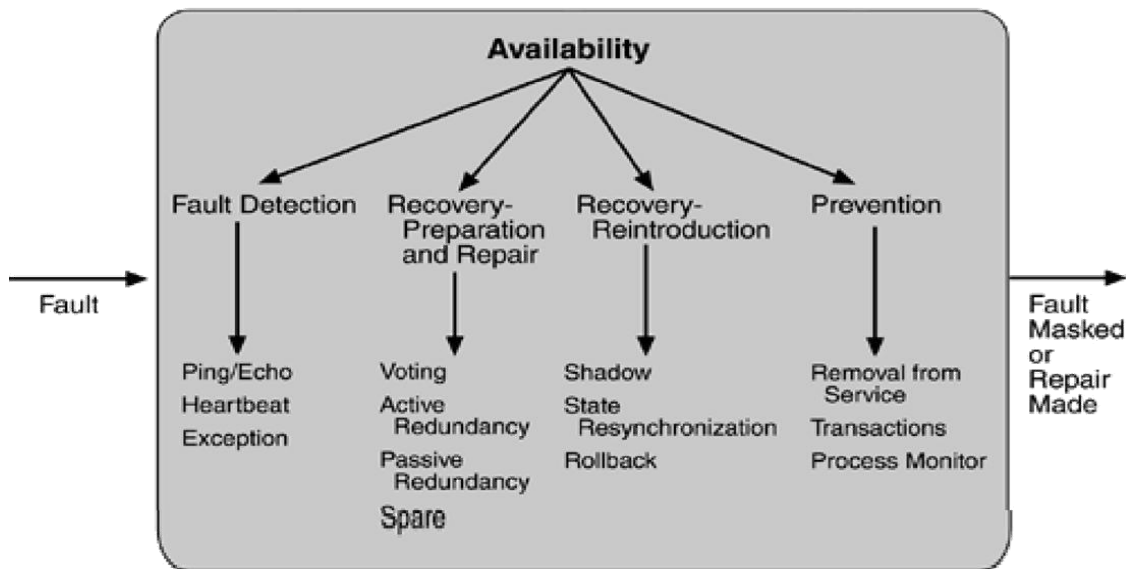 Availability
Fault Detection
Recovery-
Preparation
and Repair
Recovery-
Reintroduction
Prevention
Fault
Fault
Masked
or
Repair
Made
Ping/Echo
Heartbeat
Exception
Voting
Active
Redundancy
Passive
Redundancy
Spare
Shadow
State
Resynchronization
Rollback
Removal from
Service
Transactions
Process Monitor